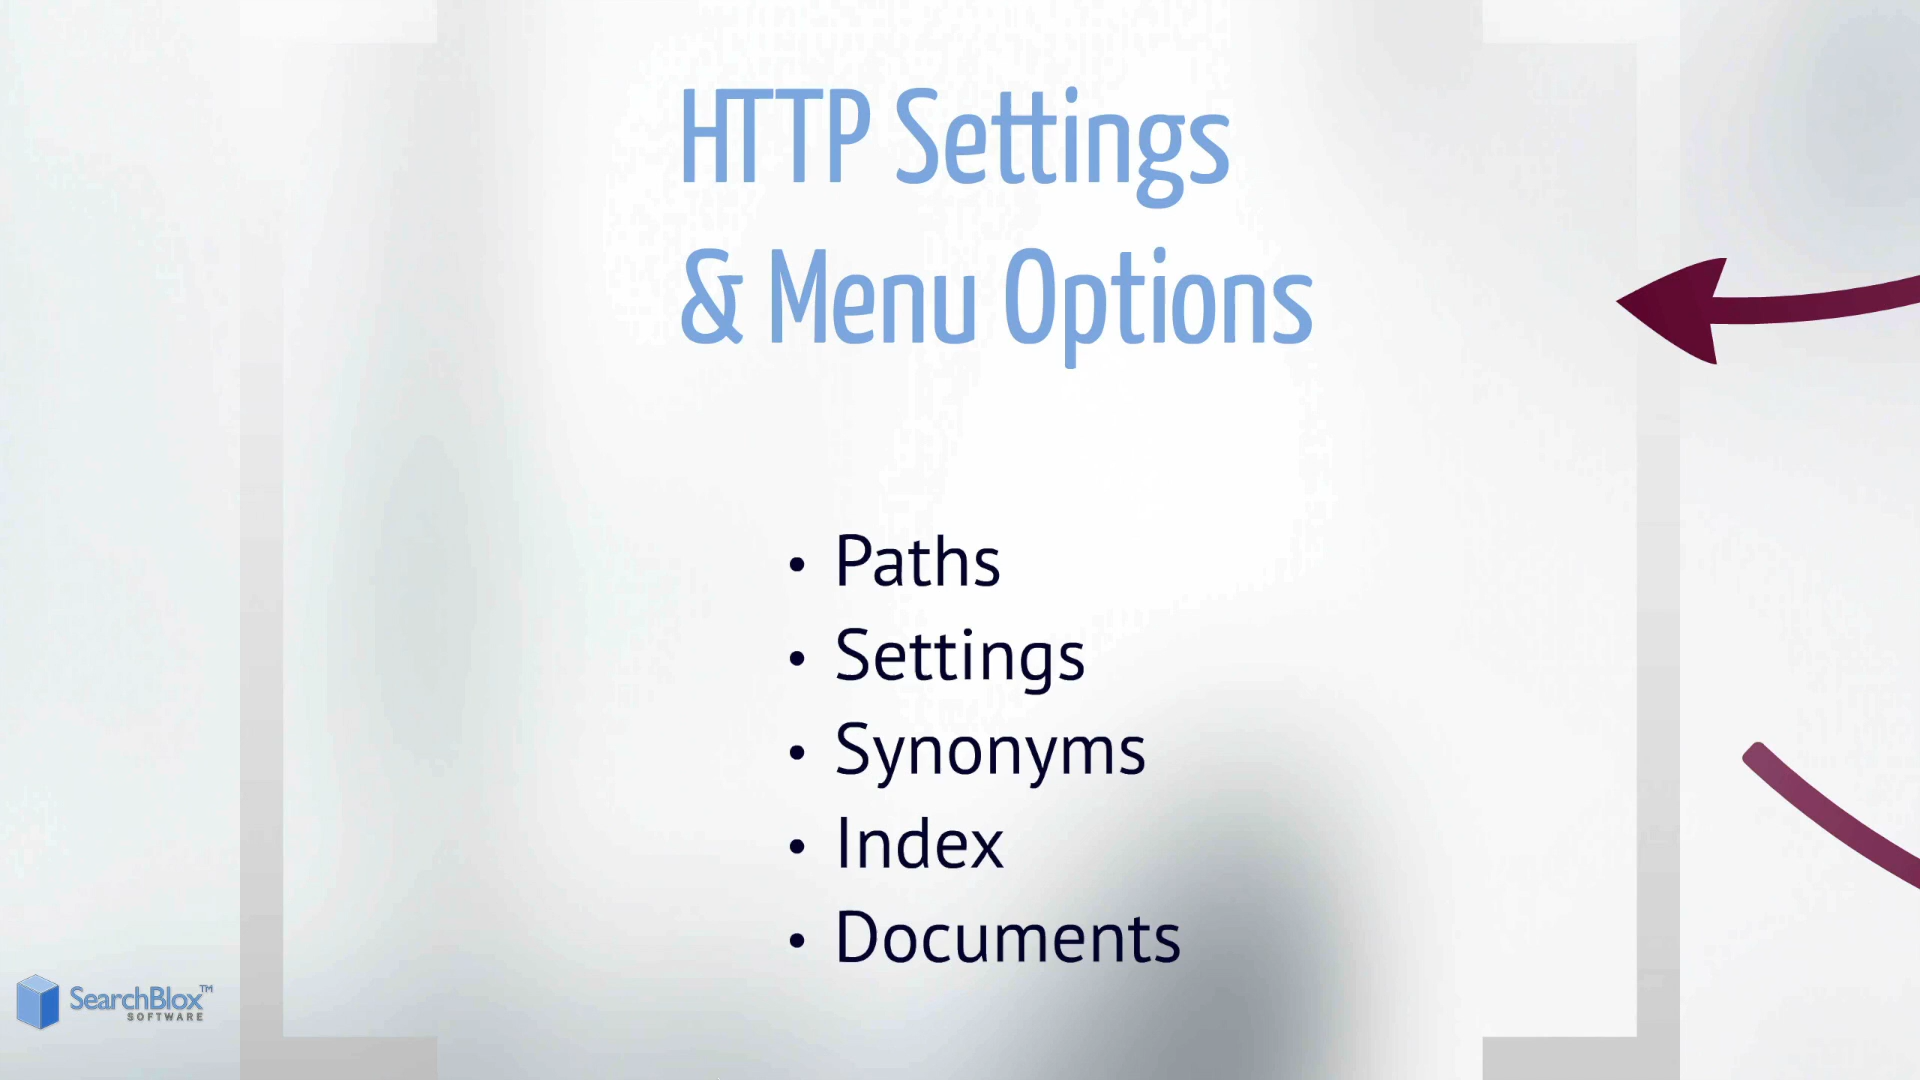 HTTP Settings
& Menu Options
• Paths
• Settings
• Synonyms
• Index
• Documents
SearchBlox™
SOFTWARE